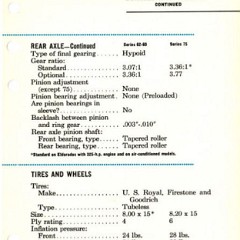 CONTINUED
REAR AXLE—Continued Series 62-60 Series 75
Type of final gearing Hypoid
Gear ratio:
Standard 3.07:1 3.36:1*
Optional 3.36:1 3.77
Pinion adjustment
(except 75) None
Pinion bearing adjustment None (Preloaded)
Are pinion bearings in
sleeve? No
Backlash between pinion
and ring gear .003"-.010"
Rear axle pinion shaft:
Front bearing, Type Tapered roller
Rear bearing, Type Tapered roller
*Standard on Eldorados with 325-h.p. engines and on air-conditioned models.
TIRES AND WHEELS
Tires:
Make U. S. Royal, Firestone and
Goodrich
Type Tubeless
Size 8.00 x 15* 8.20 x 15
Ply rating 4 6
Inflation pressure:
Front 24 lbs. 28 lbs.